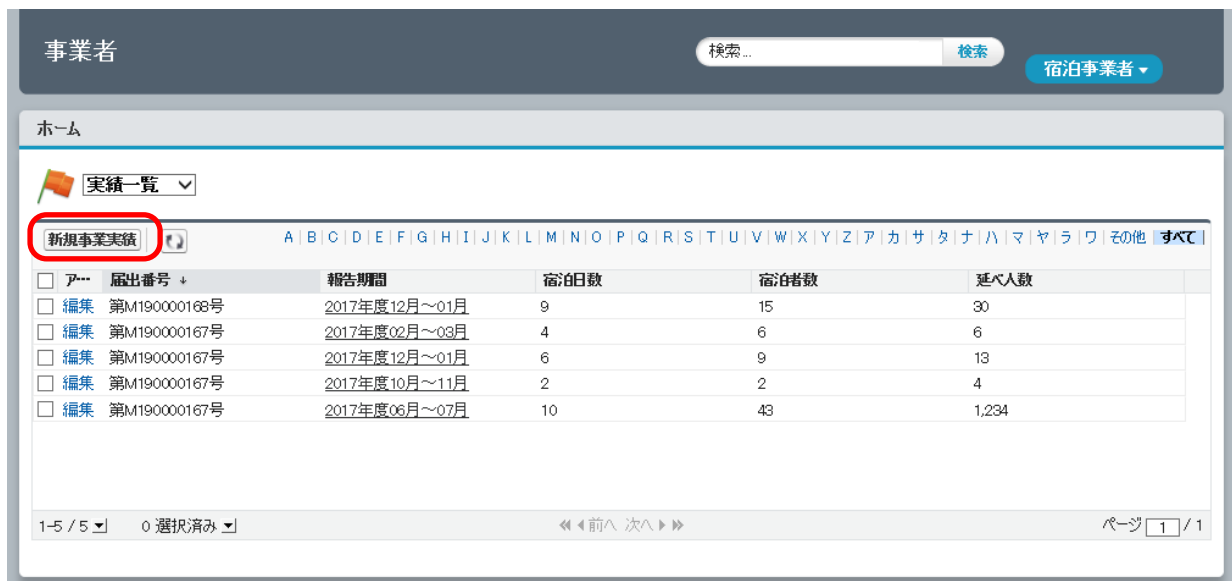 事業者
検索...
検索
宿泊事業者
ホーム
実績一覧
新規事業実績
A | B | C | D | E | F | G | H | I | J | K | L | M | N | O | P | Q | R | S | T | U | V | W | X | Y | Z | ア | カ | サ | タ | ナ | ハ | マ | ヤ | ラ | ワ | その他 | すべて |
ア… 届出番号 ↓ 報告期間 宿泊日数 宿泊者数 延べ人数
編集 第M190000168号 2017年度12月～01月 9 15 30
編集 第M190000167号 2017年度02月～03月 4 6 6
編集 第M190000167号 2017年度12月～01月 6 9 13
編集 第M190000167号 2017年度10月～11月 2 2 4
編集 第M190000167号 2017年度06月～07月 10 43 1,234
1-5 / 5 0 選択済み 前へ 次へ ページ 1 / 1